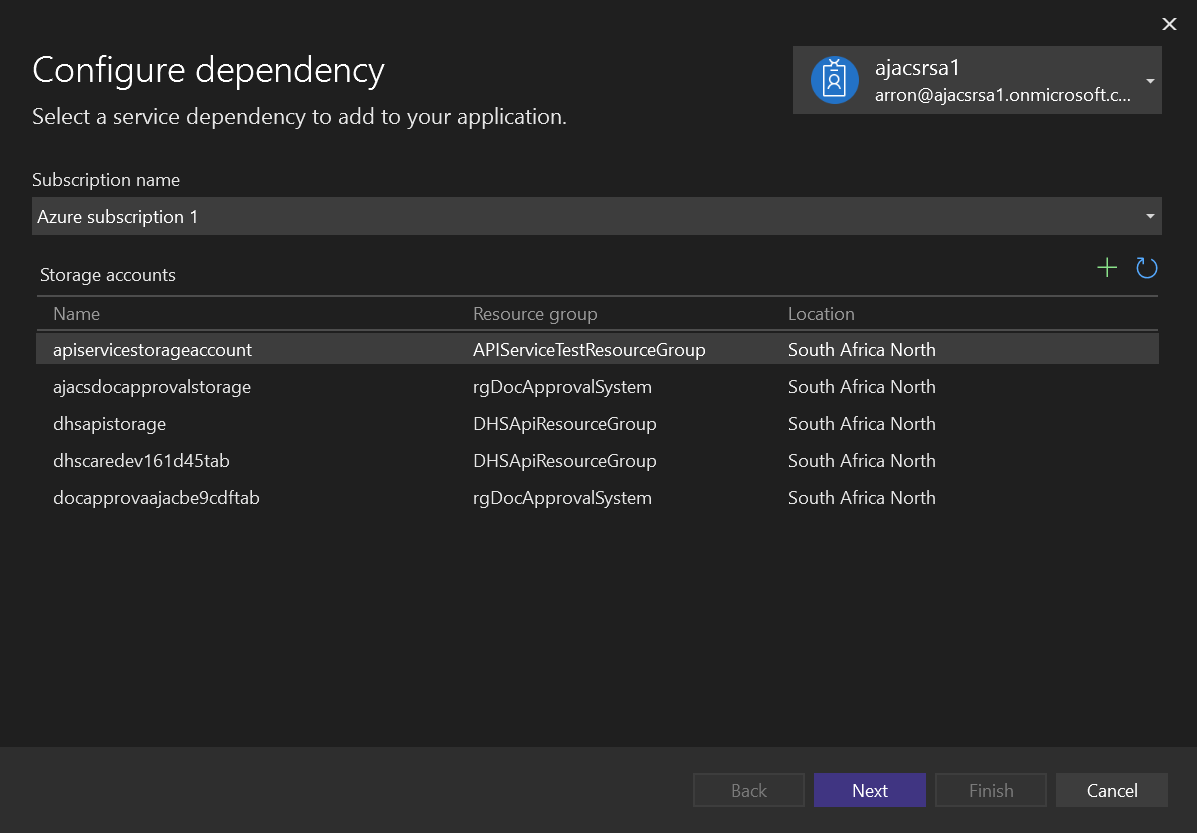 Configure dependency
Select a service dependency to add to your application.
ajacsrsa1
arron@ajacsrsa1.onmicrosoft.c...
Subscription name
Azure subscription 1
Storage accounts
Name Resource group Location
apiservicestorageaccount APIServiceTestResourceGroup South Africa North
ajacsdocapprovalstorage rgDocApprovalSystem South Africa North
dhsapistorage DHSApiResourceGroup South Africa North
dhscaredev161d45tab DHSApiResourceGroup South Africa North
docapprovaajacbe9cdftab rgDocApprovalSystem South Africa North
Back Next Finish Cancel